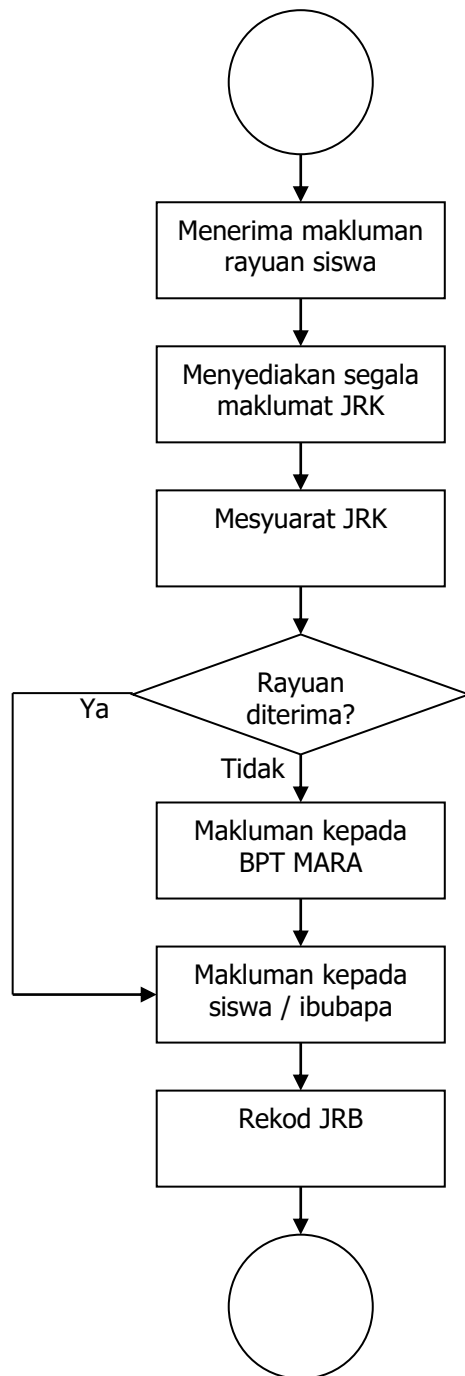 Menerima makluman
rayuan siswa
Menyediakan segala
maklumat JRK
Mesyuarat JRK
Rayuan
diterima?
Ya
Tidak
Makluman kepada
BPT MARA
Makluman kepada
siswa / ibubapa
Rekod JRB